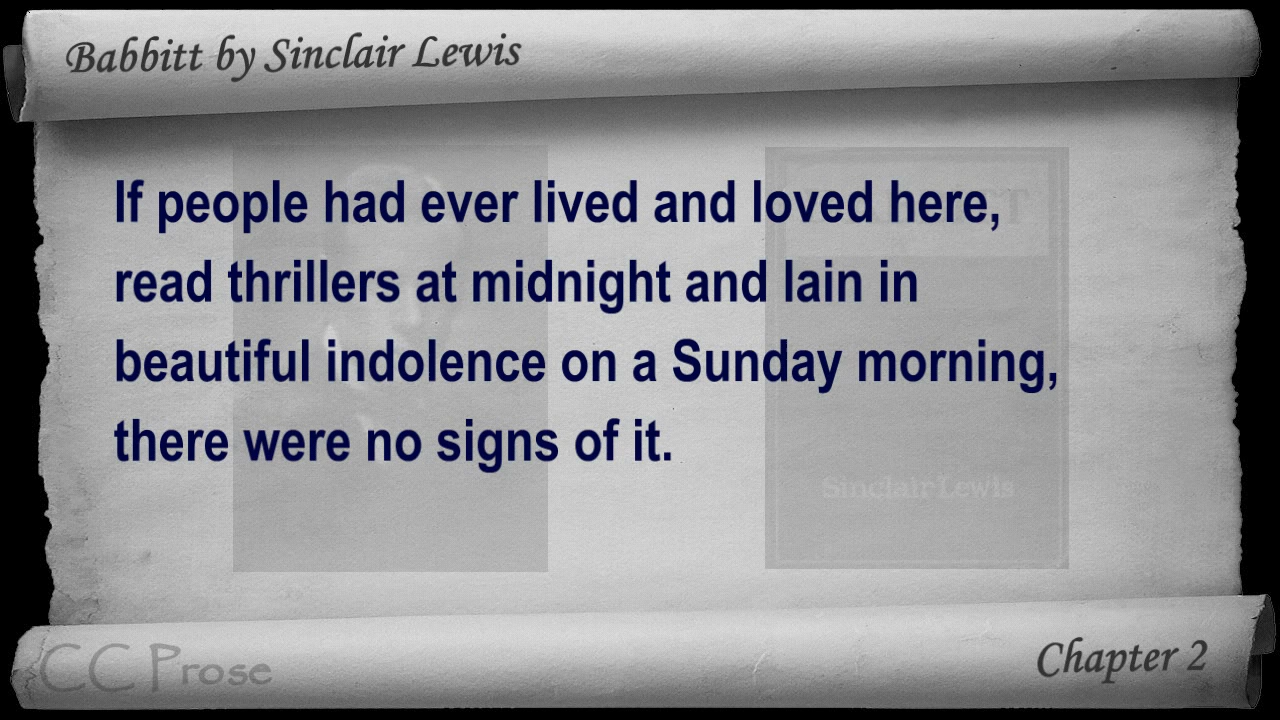 Babbitt by Sinclair Lewis
If people had ever lived and loved here,
read thrillers at midnight and lain in
beautiful indolence on a Sunday morning,
there were no signs of it.
Sinclair Lewis
CC Prose
Chapter 2